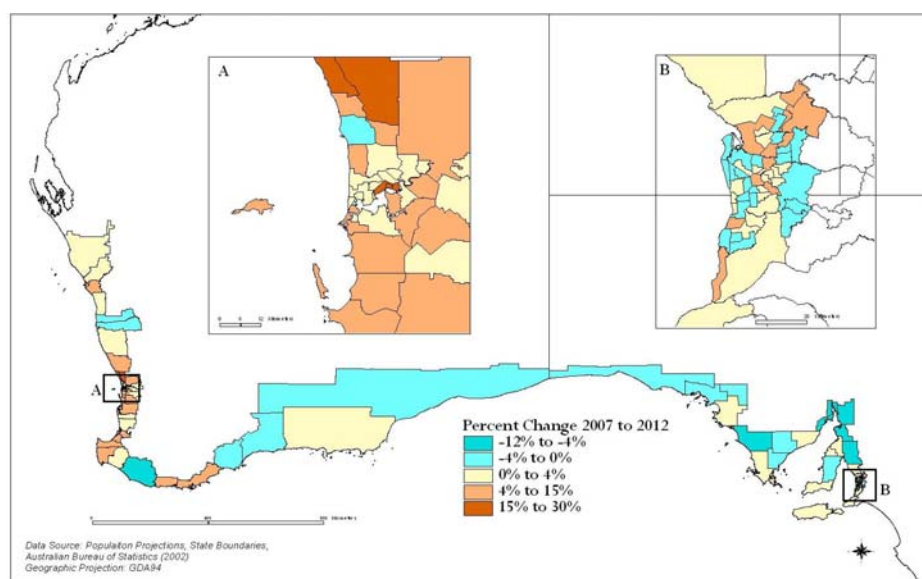 A
B
A
B
Percent Change 2007 to 2012
-12% to -4%
-4% to 0%
0% to 4%
4% to 15%
15% to 30%
Data Source: Populaiton Projections, State Boundaries,
Australian Bureau of Statistics (2002)
Geographic Projection: GDA94